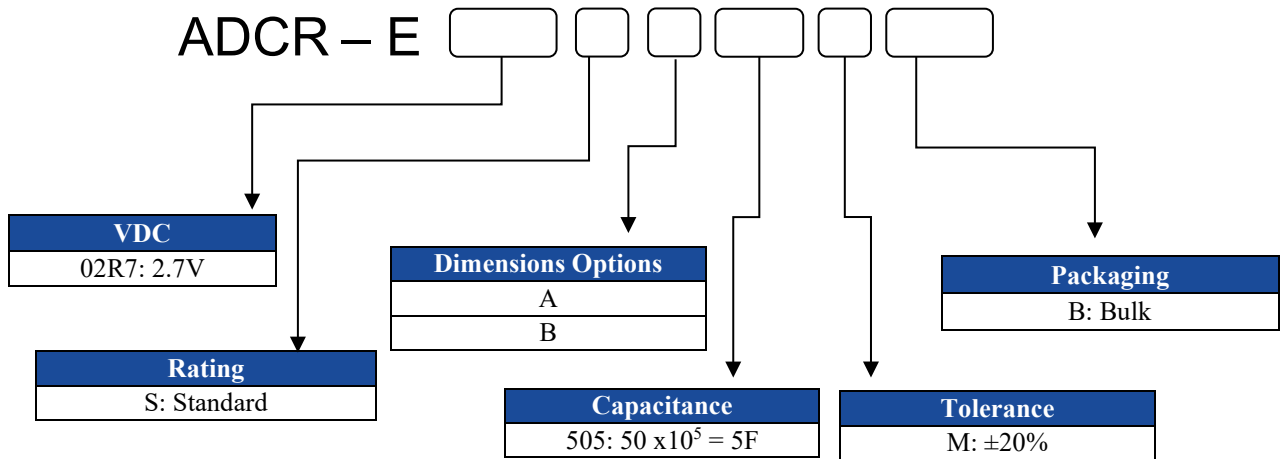 ADCR – E
VDC
02R7: 2.7V
Rating
S: Standard
Dimensions Options
A
B
Capacitance
505: 50 x10⁵ = 5F
Tolerance
M: ±20%
Packaging
B: Bulk